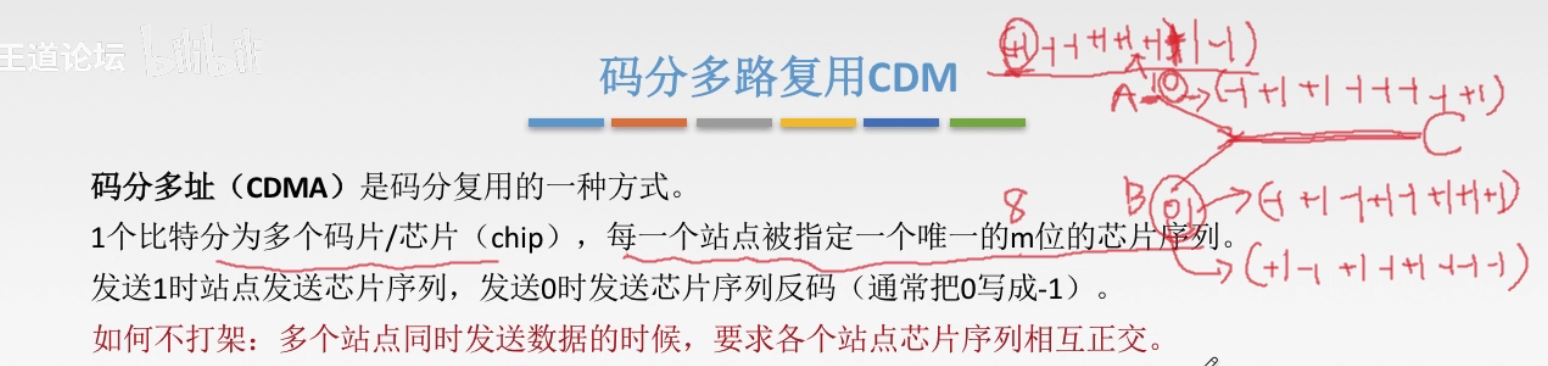 王道论坛 bilibili
码分多路复用CDM
(+1 -1 -1 +1 +1 +1 +1 -1)
A 1 0 (-1 +1 +1 -1 -1 -1 -1 +1)
C
码分多址（CDMA）是码分复用的一种方式。
8
B 0 1 (-1 +1 -1 +1 -1 +1 +1 +1)
1个比特分为多个码片/芯片（chip），每一个站点被指定一个唯一的m位的芯片序列。
(+1 -1 +1 -1 +1 -1 -1 -1)
发送1时站点发送芯片序列，发送0时发送芯片序列反码（通常把0写成-1）。
如何不打架：多个站点同时发送数据的时候，要求各个站点芯片序列相互正交。